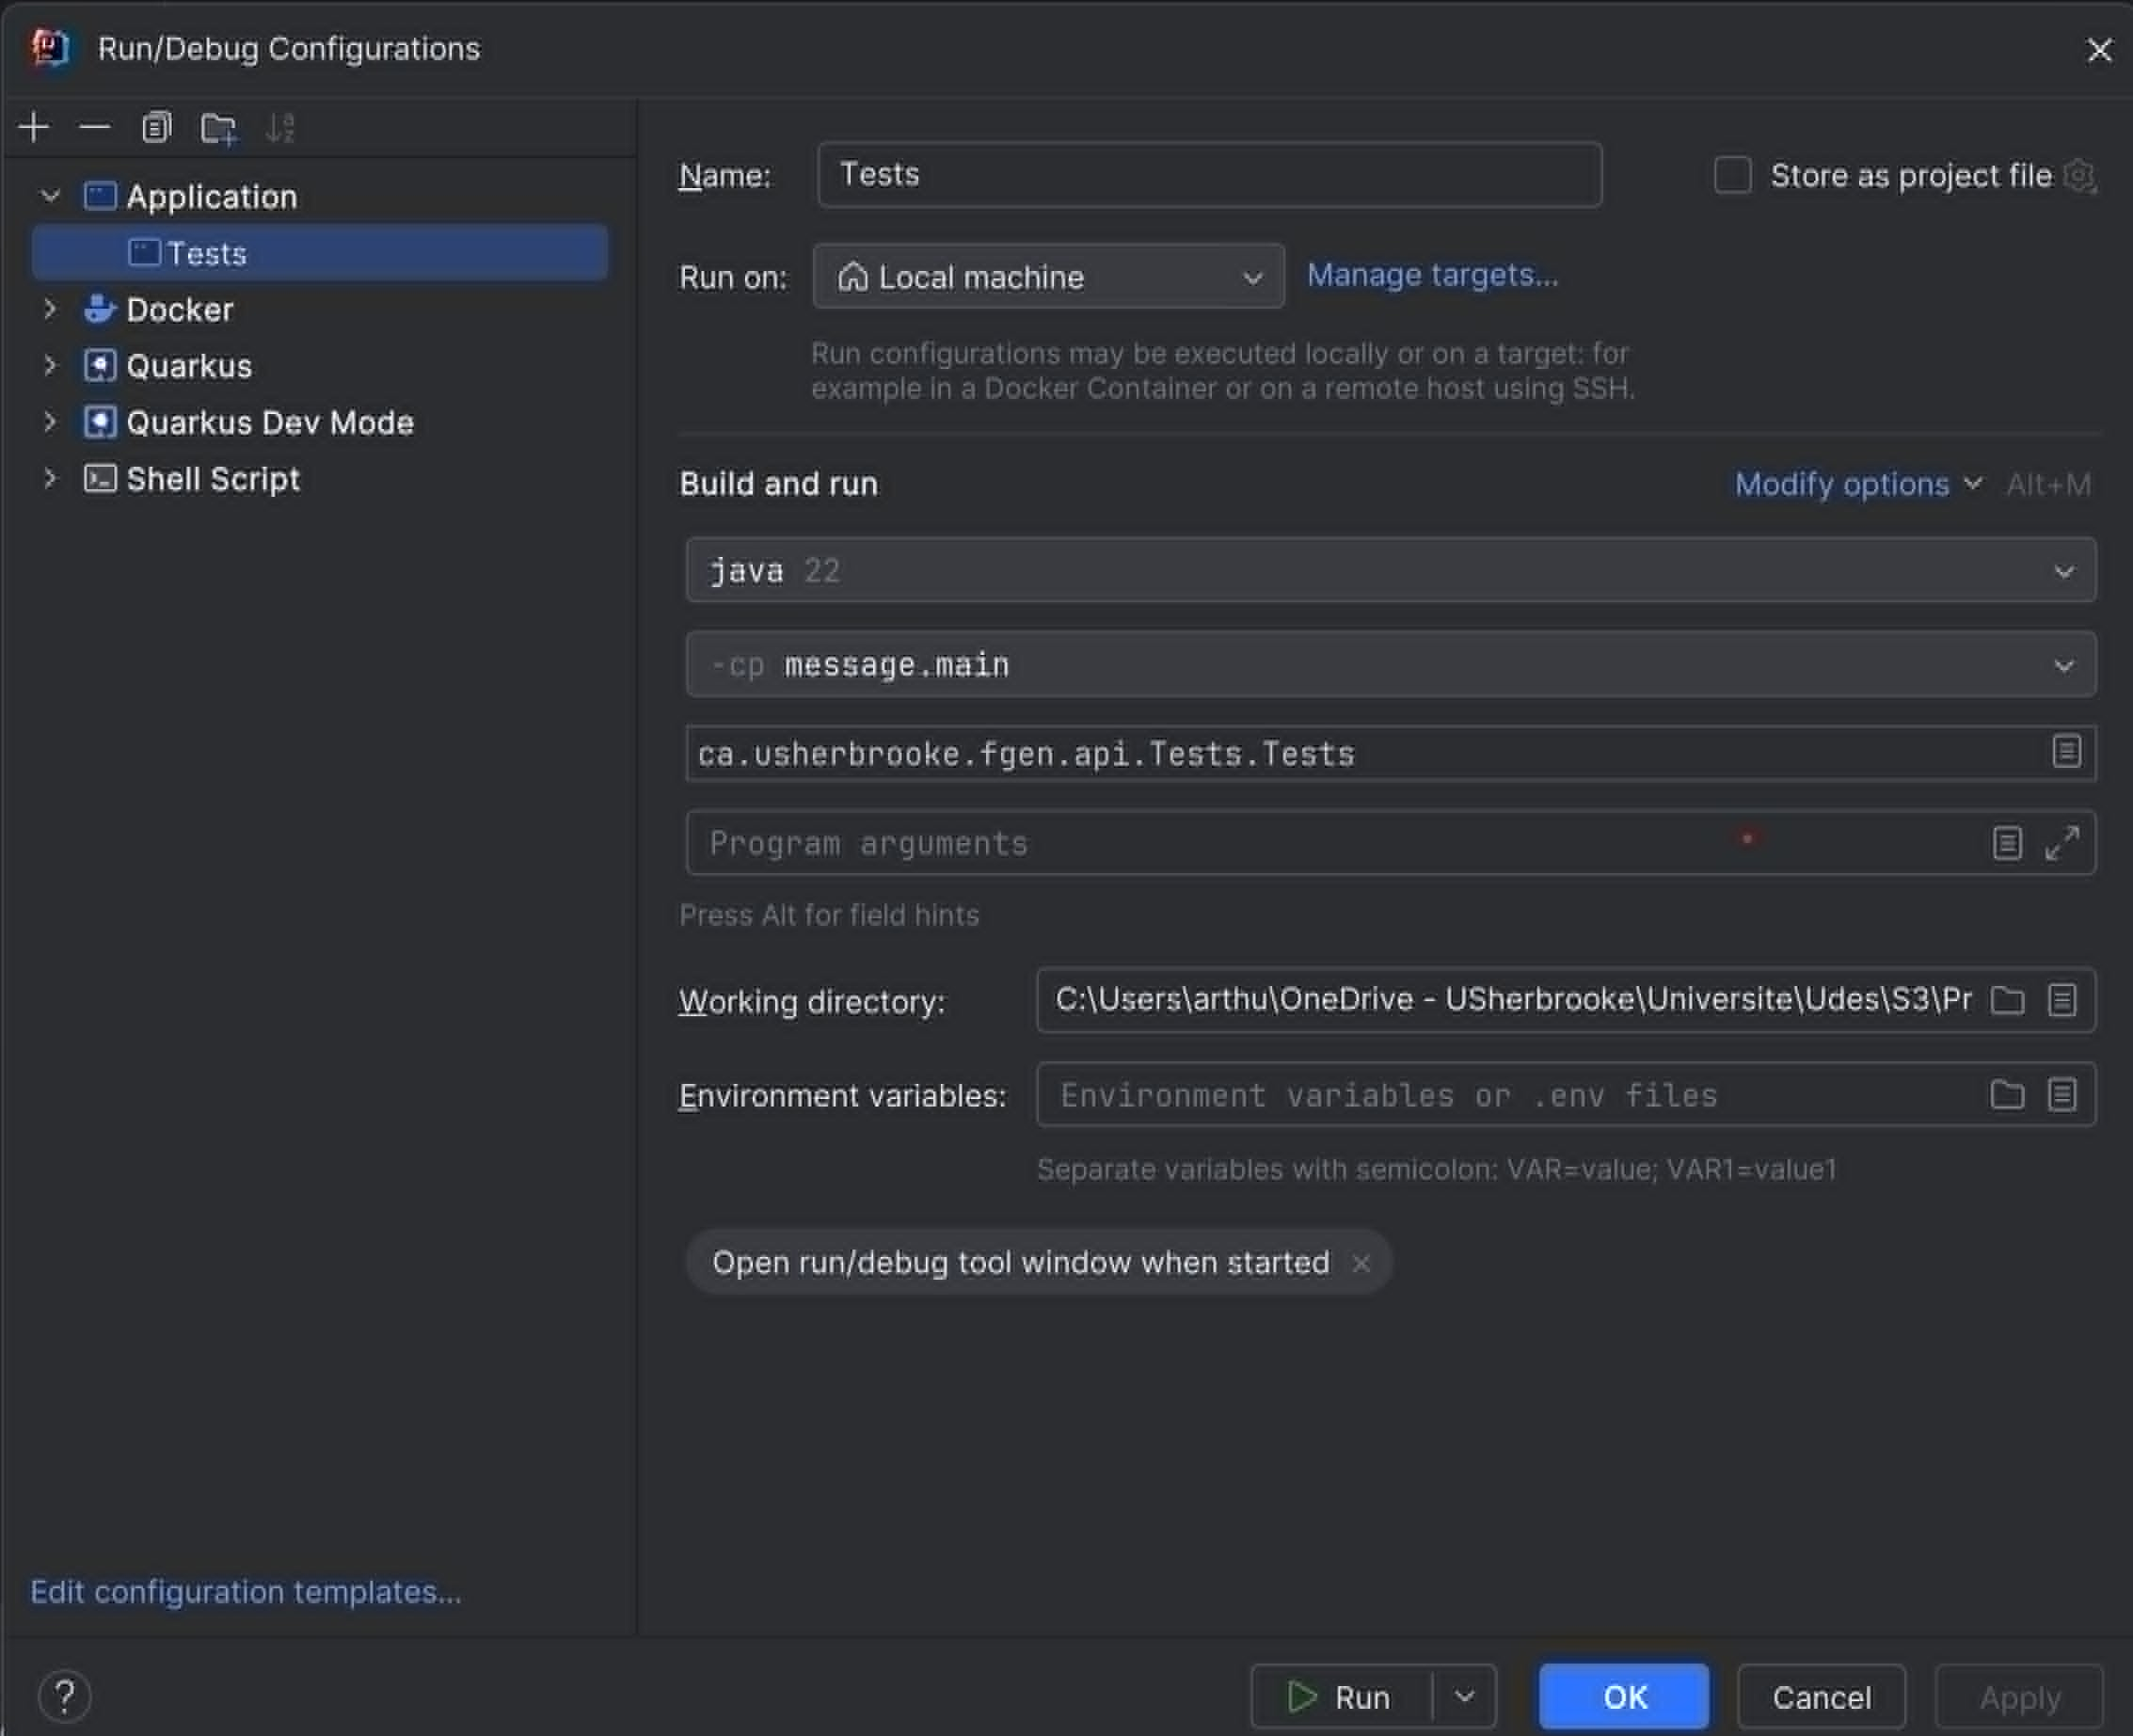 Run/Debug Configurations
Application
Tests
Docker
Quarkus
Quarkus Dev Mode
Shell Script
Edit configuration templates...
Name:
Tests
Store as project file
Run on:
Local machine
Manage targets...
Run configurations may be executed locally or on a target: for
example in a Docker Container or on a remote host using SSH.
Build and run
Modify options
Alt+M
java 22
-cp message.main
ca.usherbrooke.fgen.api.Tests.Tests
Program arguments
Press Alt for field hints
Working directory:
C:\Users\arthu\OneDrive - USherbrooke\Universite\Udes\S3\Pr
Environment variables:
Environment variables or .env files
Separate variables with semicolon: VAR=value; VAR1=value1
Open run/debug tool window when started
?
Run
OK
Cancel
Apply